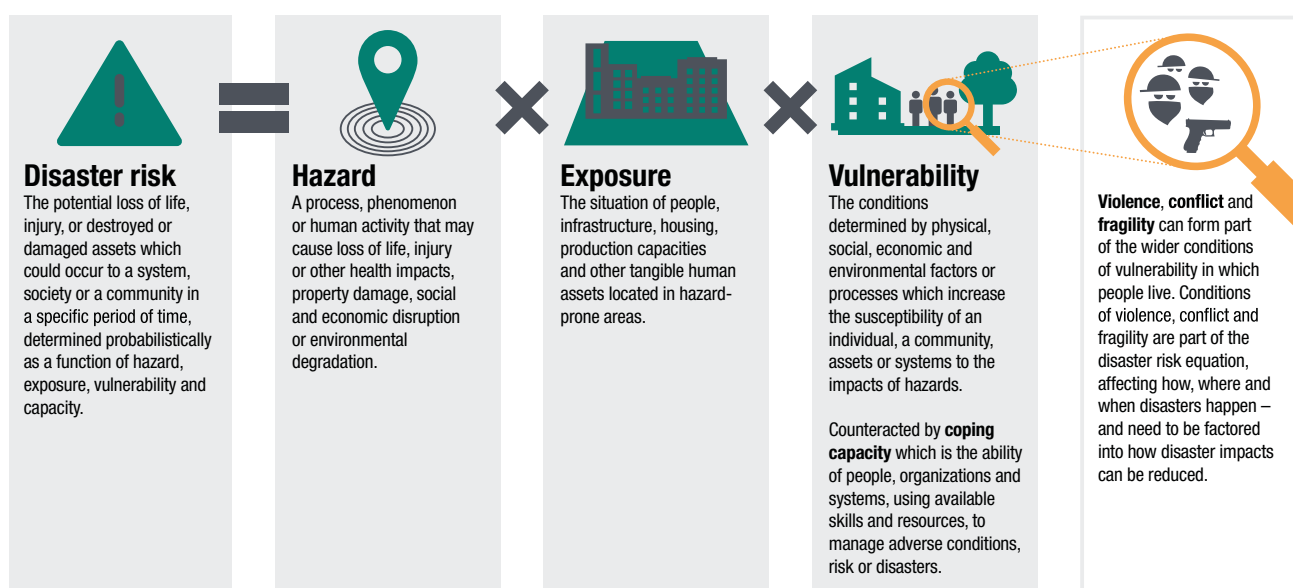 Disaster risk
The potential loss of life,
injury, or destroyed or
damaged assets which
could occur to a system,
society or a community in
a specific period of time,
determined probabilistically
as a function of hazard,
exposure, vulnerability and
capacity.
Hazard
A process, phenomenon
or human activity that may
cause loss of life, injury
or other health impacts,
property damage, social
and economic disruption
or environmental
degradation.
Exposure
The situation of people,
infrastructure, housing,
production capacities
and other tangible human
assets located in hazard-
prone areas.
Vulnerability
The conditions
determined by physical,
social, economic and
environmental factors or
processes which increase
the susceptibility of an
individual, a community,
assets or systems to the
impacts of hazards.
Counteracted by coping
capacity which is the ability
of people, organizations and
systems, using available
skills and resources, to
manage adverse conditions,
risk or disasters.
Violence, conflict and
fragility can form part
of the wider conditions
of vulnerability in which
people live. Conditions
of violence, conflict and
fragility are part of the
disaster risk equation,
affecting how, where and
when disasters happen –
and need to be factored
into how disaster impacts
can be reduced.